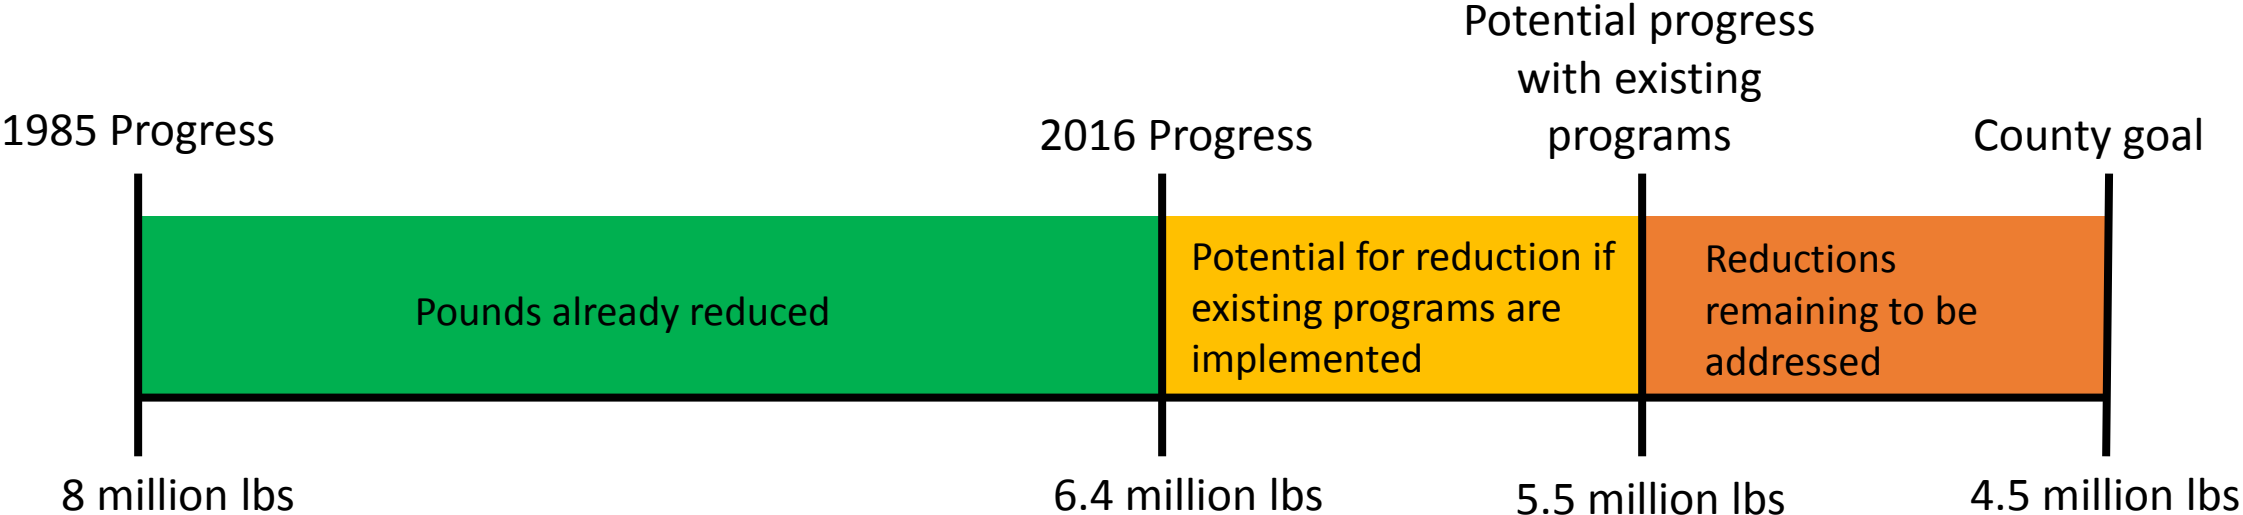 1985 Progress
2016 Progress
Potential progress
with existing
programs
County goal
Pounds already reduced
Potential for reduction if
existing programs are
implemented
Reductions
remaining to be
addressed
8 million lbs
6.4 million lbs
5.5 million lbs
4.5 million lbs